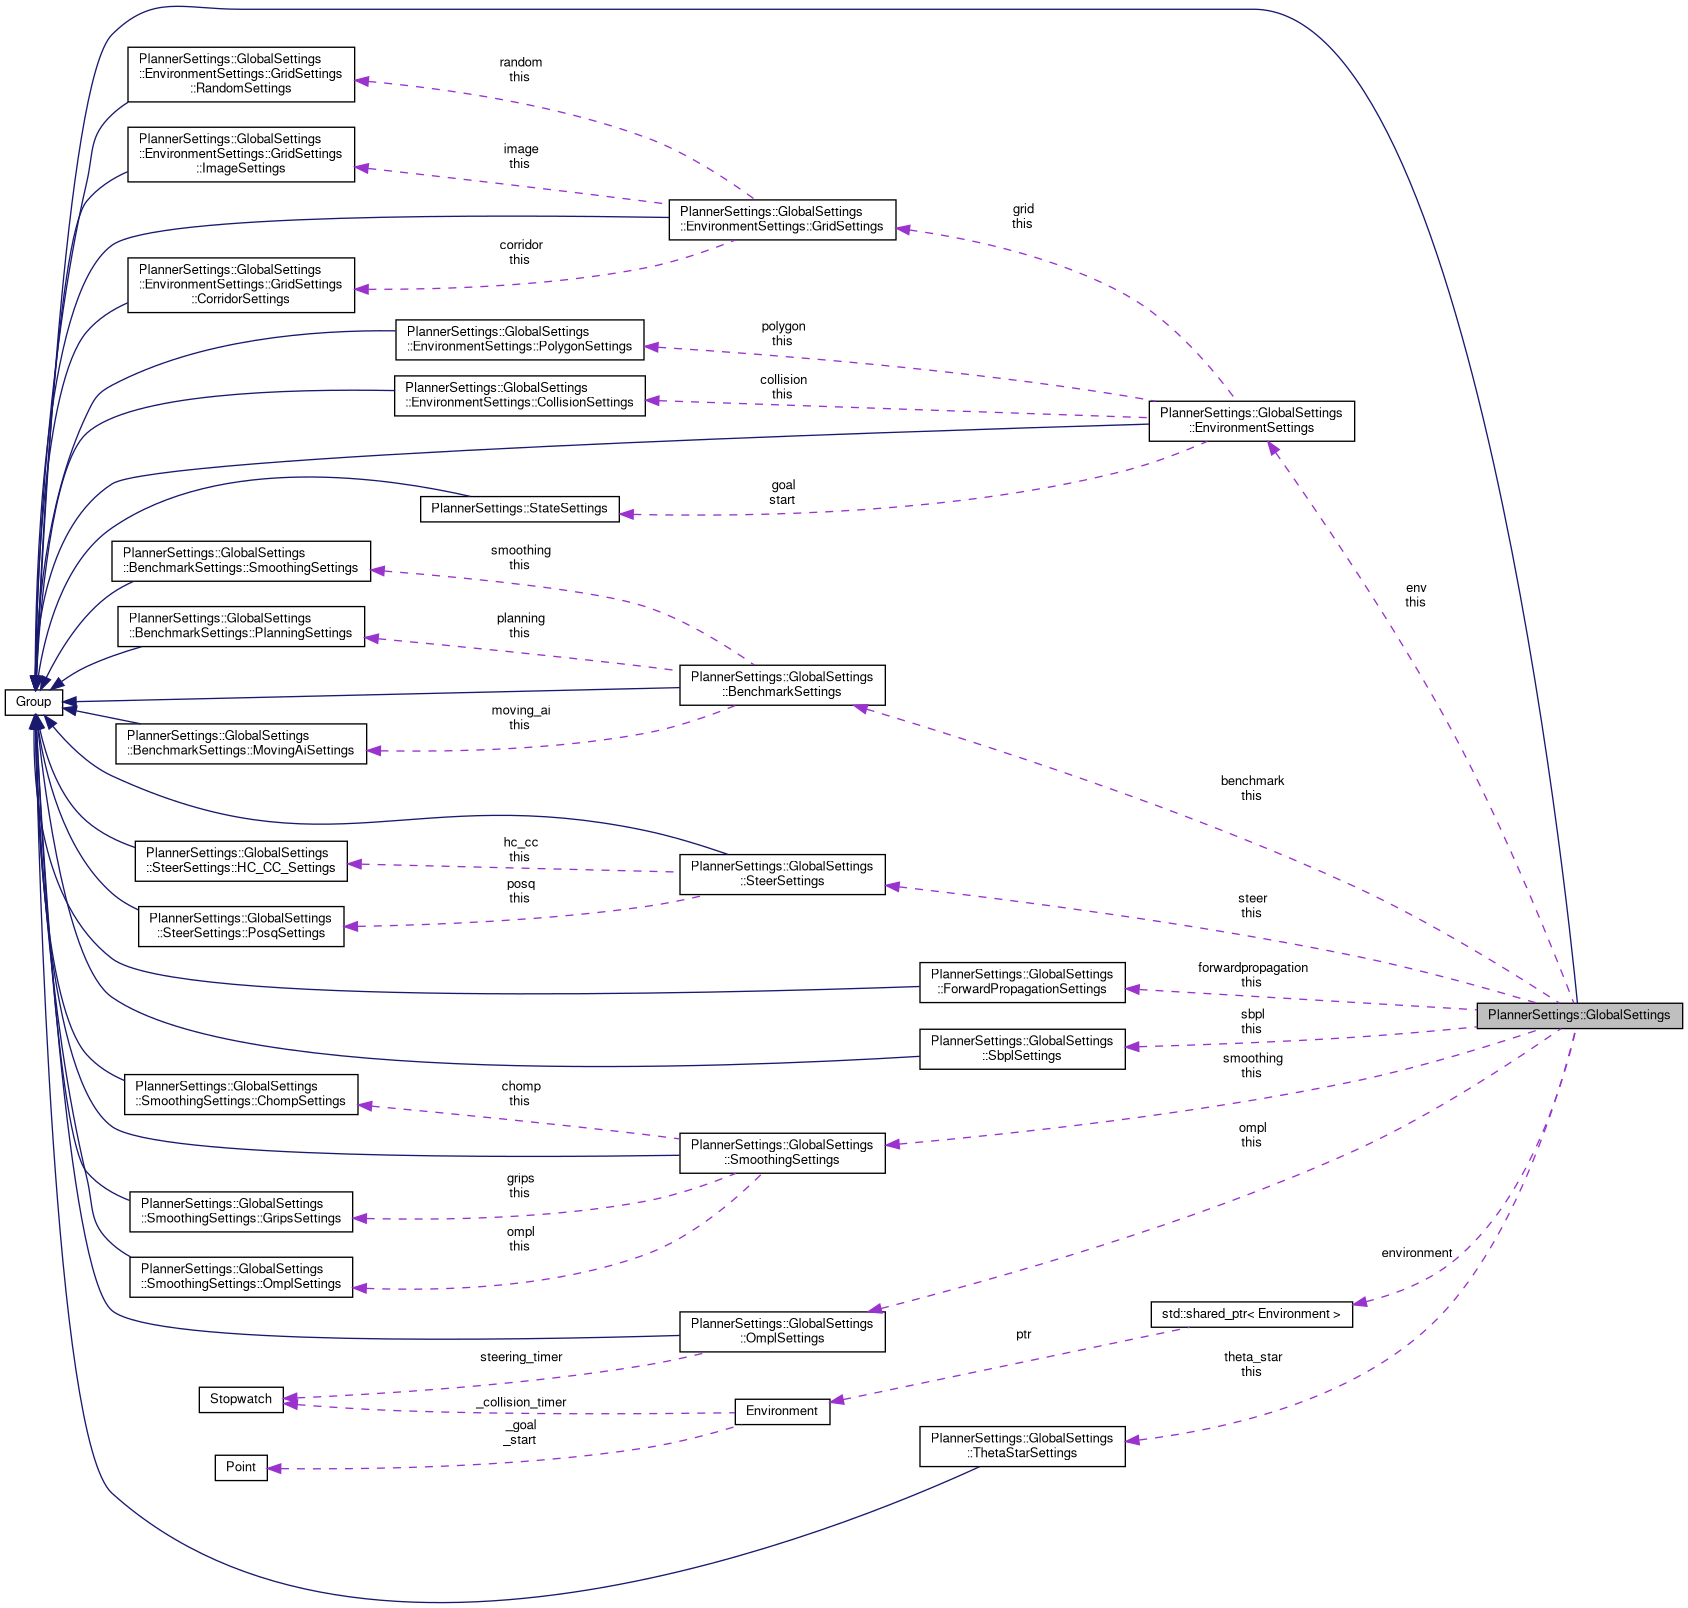 PlannerSettings::GlobalSettings
::EnvironmentSettings::GridSettings
::RandomSettings
random
this
PlannerSettings::GlobalSettings
::EnvironmentSettings::GridSettings
::ImageSettings
image
this
PlannerSettings::GlobalSettings
::EnvironmentSettings::GridSettings
grid
this
corridor
this
PlannerSettings::GlobalSettings
::EnvironmentSettings::GridSettings
::CorridorSettings
PlannerSettings::GlobalSettings
::EnvironmentSettings::PolygonSettings
polygon
this
PlannerSettings::GlobalSettings
::EnvironmentSettings::CollisionSettings
collision
this
PlannerSettings::GlobalSettings
::EnvironmentSettings
PlannerSettings::StateSettings
goal
start
PlannerSettings::GlobalSettings
::BenchmarkSettings::SmoothingSettings
smoothing
this
env
this
PlannerSettings::GlobalSettings
::BenchmarkSettings::PlanningSettings
planning
this
PlannerSettings::GlobalSettings
::BenchmarkSettings
Group
PlannerSettings::GlobalSettings
::BenchmarkSettings::MovingAiSettings
moving_ai
this
benchmark
this
PlannerSettings::GlobalSettings
::SteerSettings::HC_CC_Settings
hc_cc
this
PlannerSettings::GlobalSettings
::SteerSettings
PlannerSettings::GlobalSettings
::SteerSettings::PosqSettings
posq
this
steer
this
PlannerSettings::GlobalSettings
::ForwardPropagationSettings
forwardpropagation
this
PlannerSettings::GlobalSettings
PlannerSettings::GlobalSettings
::SbplSettings
sbpl
this
smoothing
this
PlannerSettings::GlobalSettings
::SmoothingSettings::ChompSettings
chomp
this
PlannerSettings::GlobalSettings
::SmoothingSettings
ompl
this
PlannerSettings::GlobalSettings
::SmoothingSettings::GripsSettings
grips
this
PlannerSettings::GlobalSettings
::SmoothingSettings::OmplSettings
ompl
this
environment
std::shared_ptr< Environment >
PlannerSettings::GlobalSettings
::OmplSettings
ptr
steering_timer
theta_star
this
Stopwatch
_collision_timer
Environment
_goal
_start
Point
PlannerSettings::GlobalSettings
::ThetaStarSettings